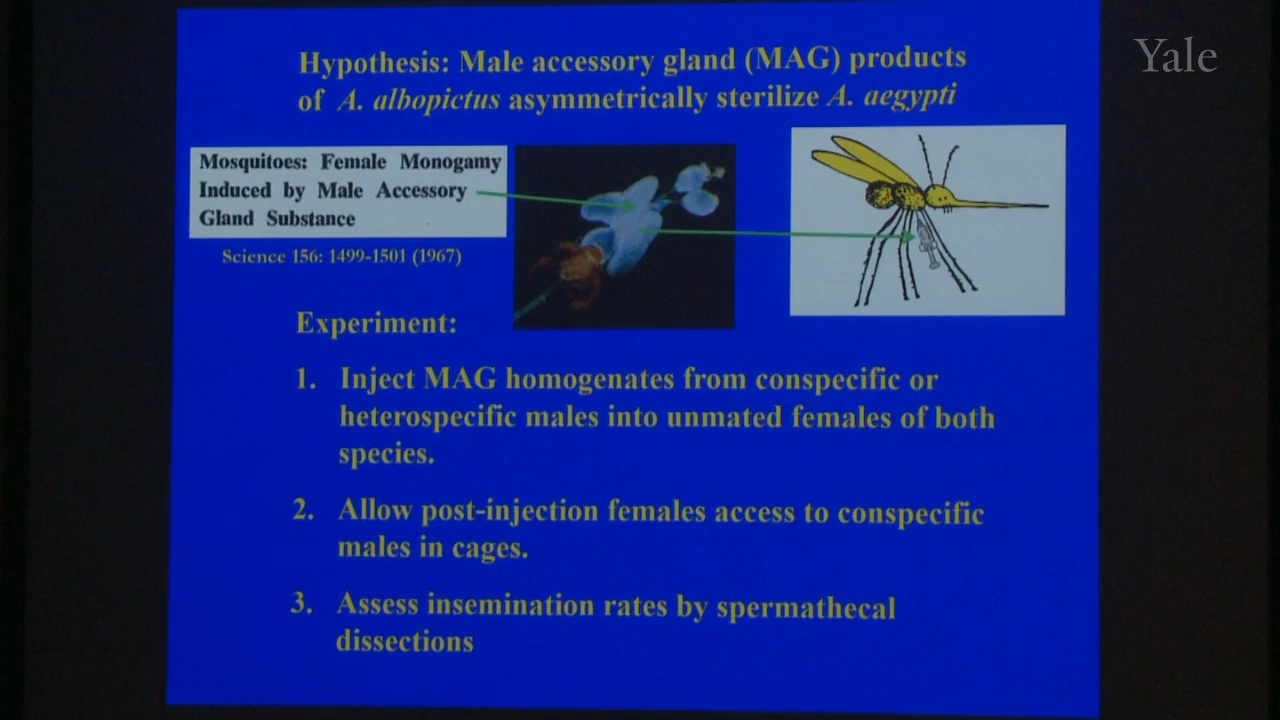 Yale
Hypothesis: Male accessory gland (MAG) products
of A. albopictus asymmetrically sterilize A. aegypti
Mosquitoes: Female Monogamy
Induced by Male Accessory
Gland Substance
Science 156: 1499-1501 (1967)
Experiment:
1. Inject MAG homogenates from conspecific or
heterospecific males into unmated females of both
species.
2. Allow post-injection females access to conspecific
males in cages.
3. Assess insemination rates by spermathecal
dissections